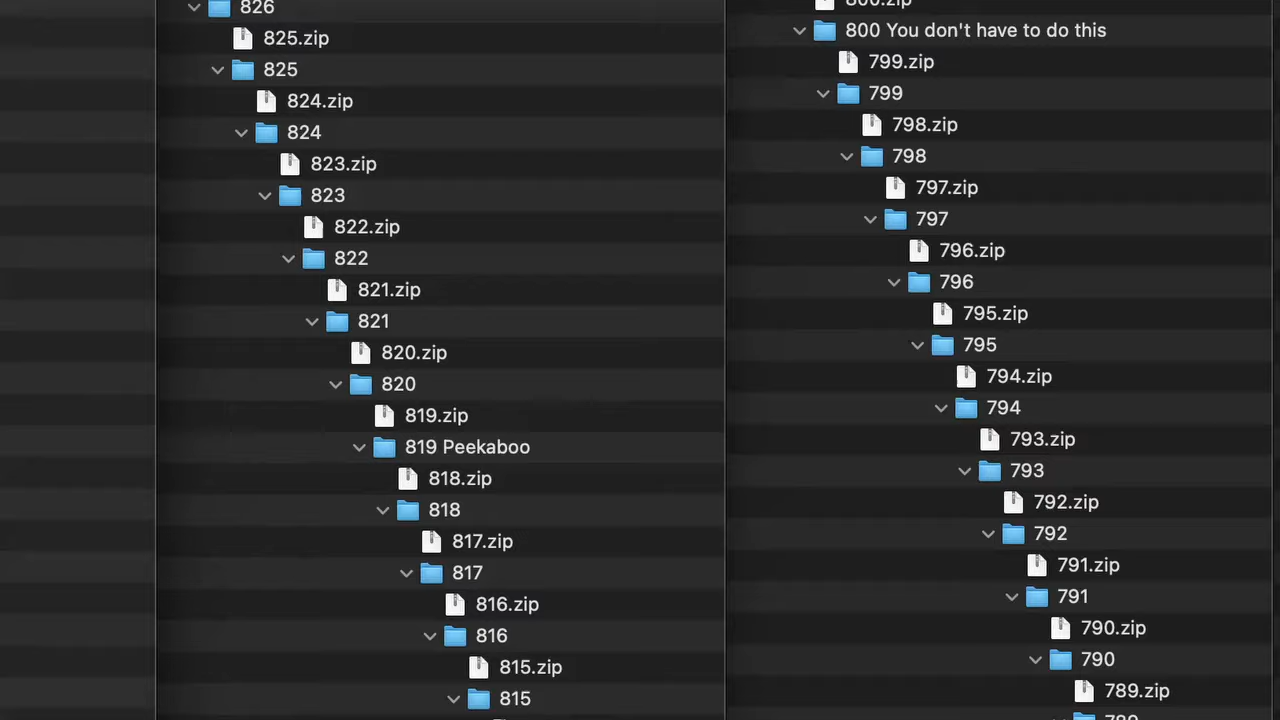 826
825.zip
825
824.zip
824
823.zip
823
822.zip
822
821.zip
821
820.zip
820
819.zip
819 Peekaboo
818.zip
818
817.zip
817
816.zip
816
815.zip
815
800.zip
800 You don't have to do this
799.zip
799
798.zip
798
797.zip
797
796.zip
796
795.zip
795
794.zip
794
793.zip
793
792.zip
792
791.zip
791
790.zip
790
789.zip
789